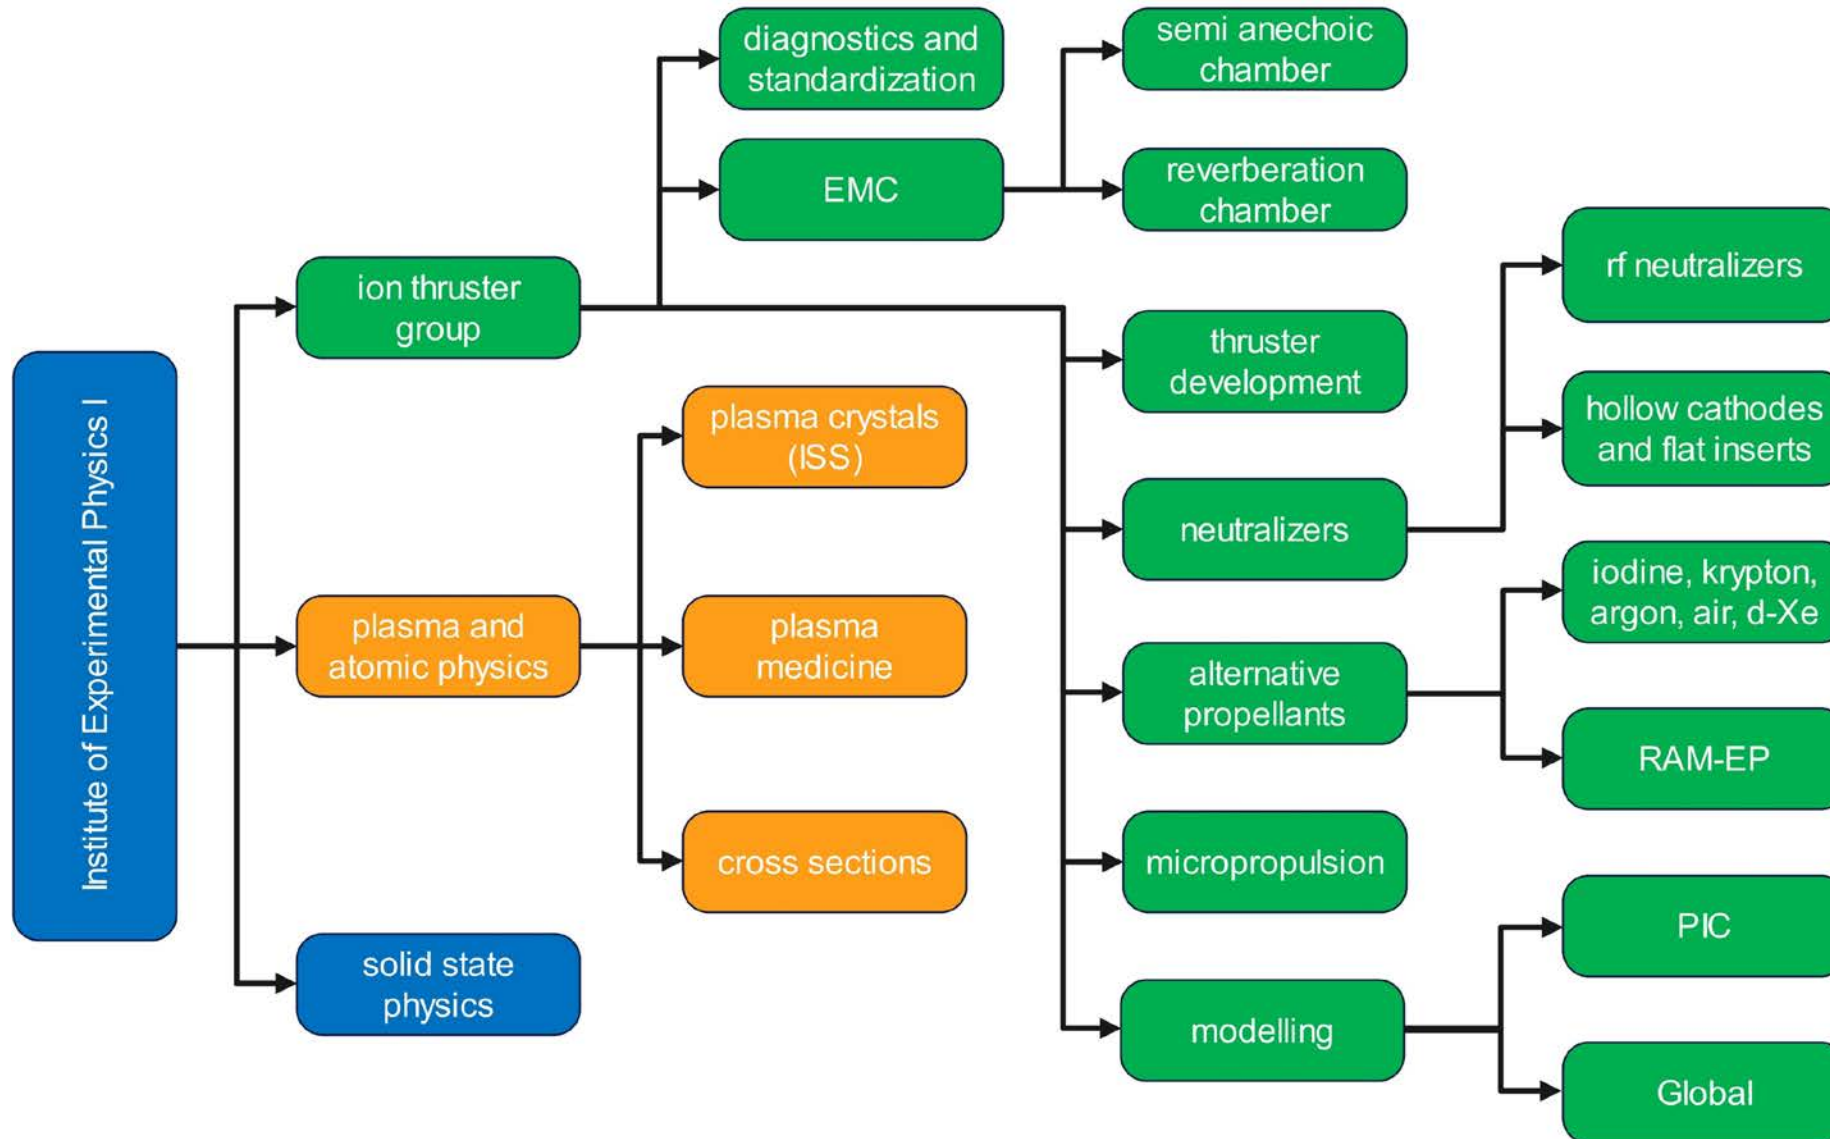 Institute of Experimental Physics I
ion thruster
group
plasma and
atomic physics
solid state
physics
diagnostics and
standardization
EMC
semi anechoic
chamber
reverberation
chamber
plasma crystals
(ISS)
plasma
medicine
cross sections
thruster
development
neutralizers
alternative
propellants
micropropulsion
modelling
rf neutralizers
hollow cathodes
and flat inserts
iodine, krypton,
argon, air, d-Xe
RAM-EP
PIC
Global